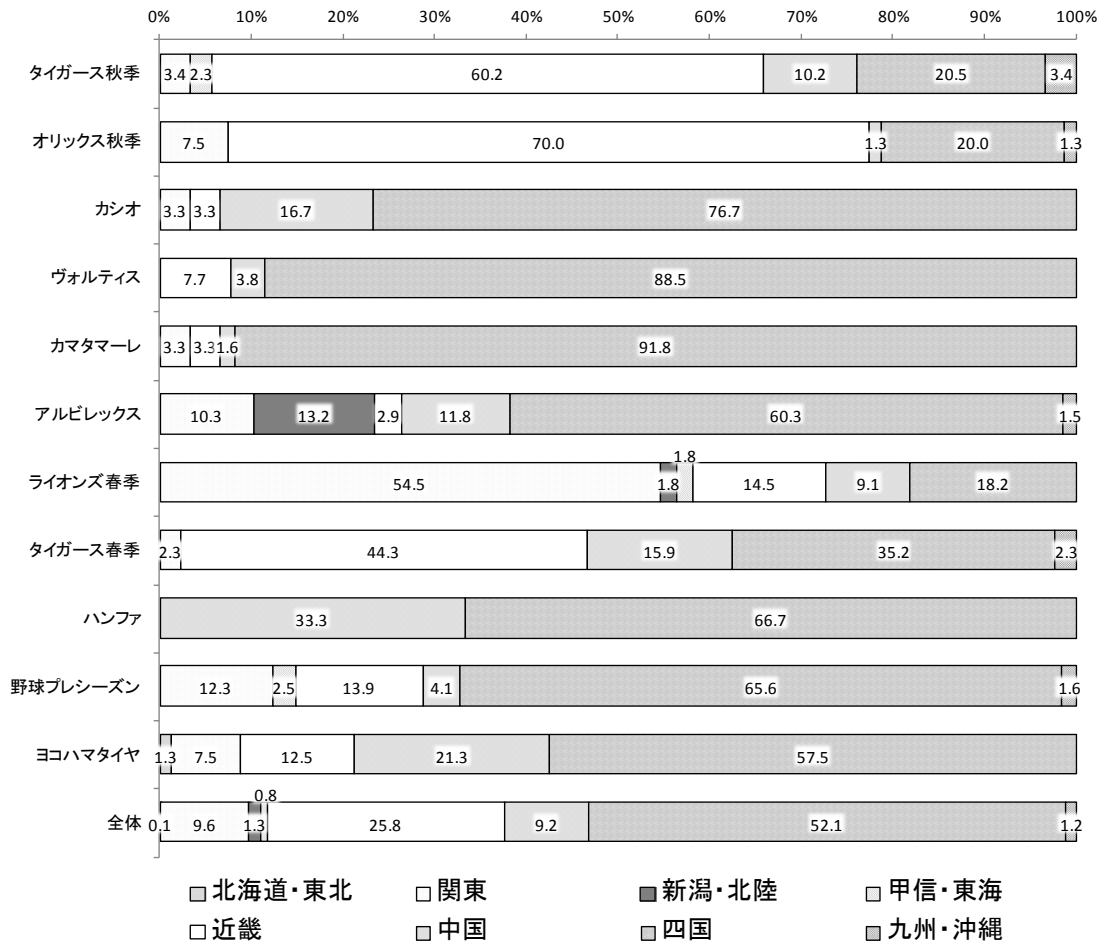 0% 10% 20% 30% 40% 50% 60% 70% 80% 90% 100%
タイガース秋季 3.4 2.3 60.2 10.2 20.5 3.4
オリックス秋季 7.5 70.0 1.3 20.0 1.3
カシオ 3.3 3.3 16.7 76.7
ヴォルティス 7.7 3.8 88.5
カマタマーレ 3.3 3.3 1.6 91.8
アルビレックス 10.3 13.2 2.9 11.8 60.3 1.5
1.8
ライオンズ春季 54.5 1.8 14.5 9.1 18.2
タイガース春季 2.3 44.3 15.9 35.2 2.3
ハンファ 33.3 66.7
野球プレシーズン 12.3 2.5 13.9 4.1 65.6 1.6
ヨコハマタイヤ 1.3 7.5 12.5 21.3 57.5
0.8
全体 0.1 9.6 1.3 25.8 9.2 52.1 1.2
北海道・東北 関東 新潟・北陸 甲信・東海
近畿 中国 四国 九州・沖縄